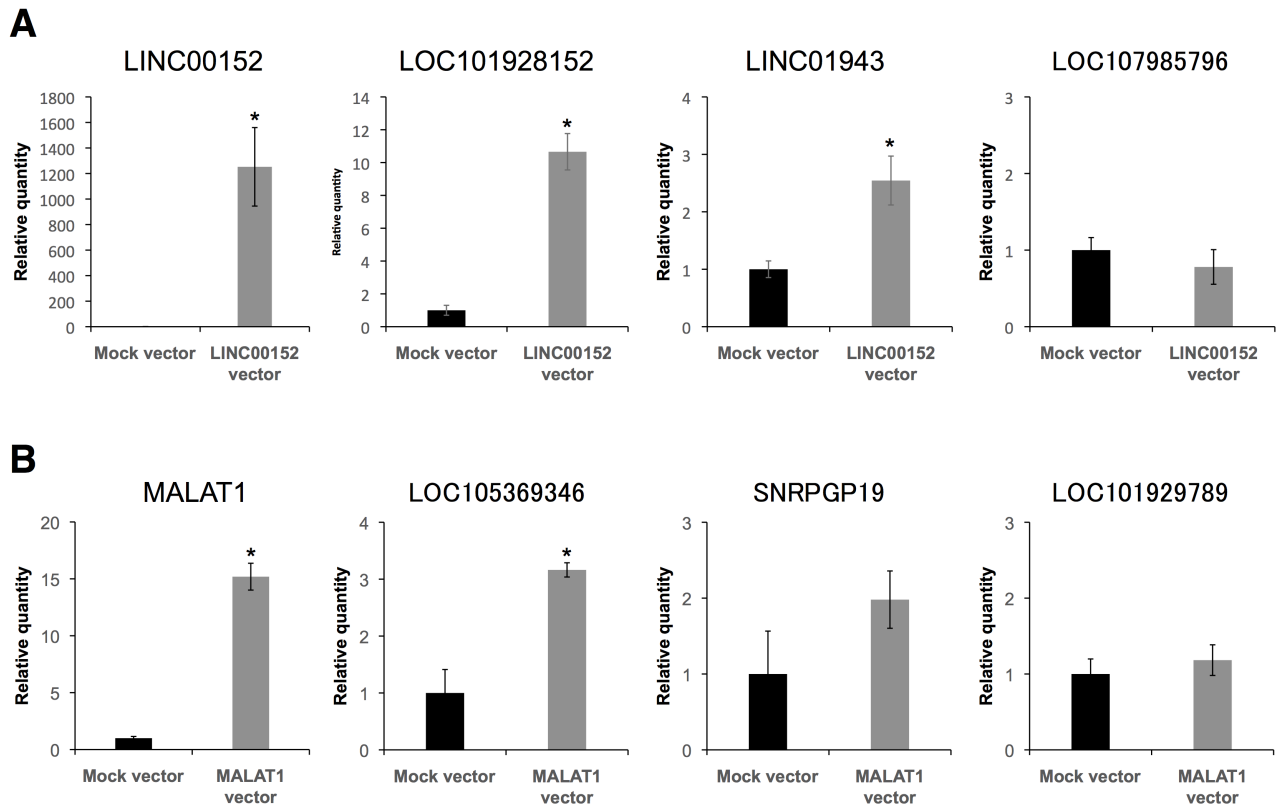 A
LINC00152
LOC101928152
LINC01943
LOC107985796
Relative quantity
1800
1600
1400
1200
1000
800
600
400
200
0
*
Mock vector
LINC00152
vector
Relative quantity
14
12
10
8
6
4
2
0
*
Mock vector
LINC00152
vector
Relative quantity
4
3
2
1
0
*
Mock vector
LINC00152
vector
Relative quantity
3
2
1
0
Mock vector
LINC00152
vector
B
MALAT1
LOC105369346
SNRPGP19
LOC101929789
Relative quantity
20
15
10
5
0
*
Mock vector
MALAT1
vector
Relative quantity
4
3
2
1
0
*
Mock vector
MALAT1
vector
Relative quantity
3
2
1
0
Mock vector
MALAT1
vector
Relative quantity
3
2
1
0
Mock vector
MALAT1
vector